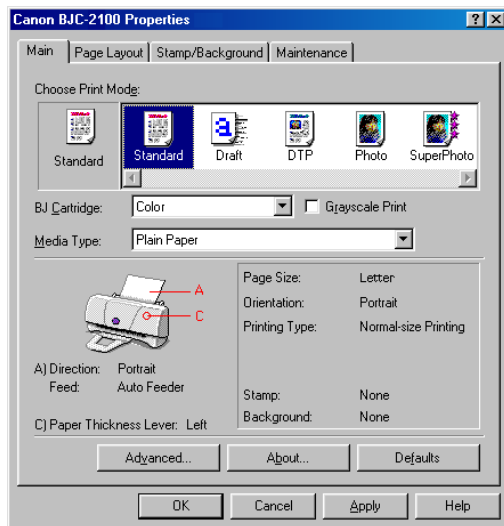 Canon BJC-2100 Properties
Main Page Layout Stamp/Background Maintenance
Choose Print Mode:
Standard Standard Draft DTP Photo SuperPhoto
BJ Cartridge: Color Grayscale Print
Media Type: Plain Paper
A
C
A) Direction: Portrait
Feed: Auto Feeder
C) Paper Thickness Lever: Left
Page Size: Letter
Orientation: Portrait
Printing Type: Normal-size Printing
Stamp: None
Background: None
Advanced... About... Defaults
OK Cancel Apply Help